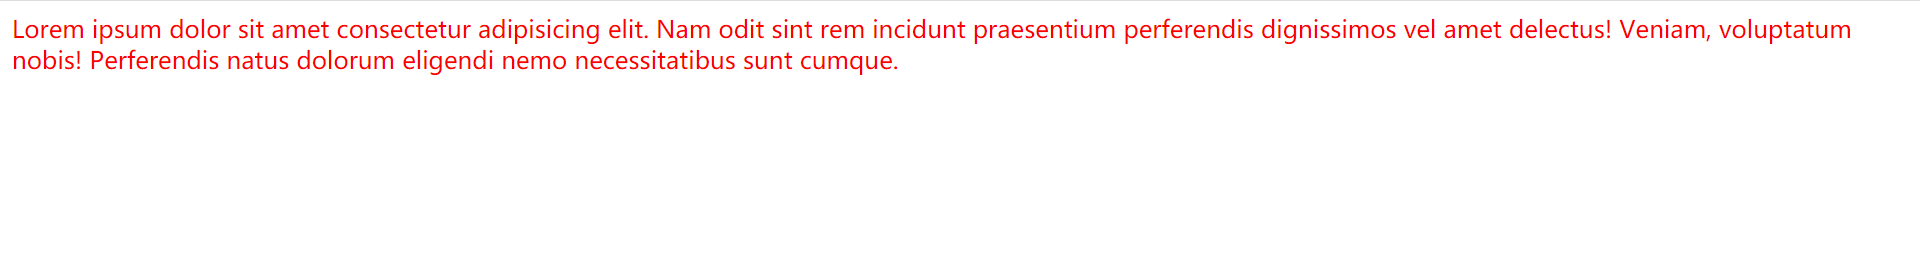 Lorem ipsum dolor sit amet consectetur adipisicing elit. Nam odit sint rem incidunt praesentium perferendis dignissimos vel amet delectus! Veniam, voluptatum
nobis! Perferendis natus dolorum eligendi nemo necessitatibus sunt cumque.